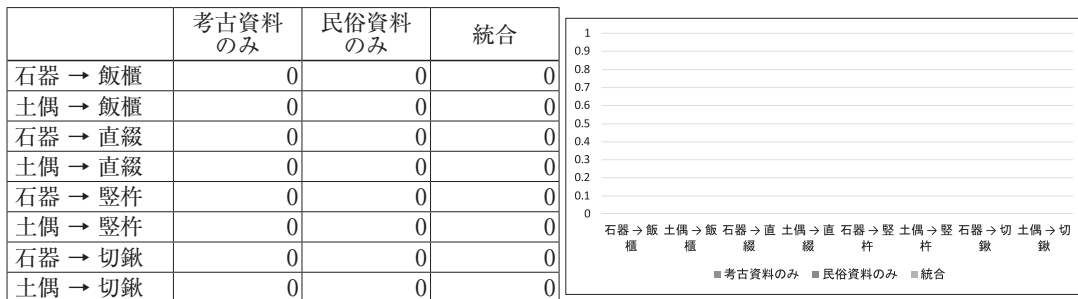 考古資料 民俗資料 統合
のみ のみ
石器 → 飯櫃 0 0 0
土偶 → 飯櫃 0 0 0
石器 → 直綴 0 0 0
土偶 → 直綴 0 0 0
石器 → 竪杵 0 0 0
土偶 → 竪杵 0 0 0
石器 → 切鍬 0 0 0
土偶 → 切鍬 0 0 0
1
0.9
0.8
0.7
0.6
0.5
0.4
0.3
0.2
0.1
0
石器 → 飯 土偶 → 飯 石器 → 直 土偶 → 直 石器 → 竪 土偶 → 竪 石器 → 切 土偶 → 切
櫃 櫃 綴 綴 杵 杵 鍬 鍬
■考古資料のみ ■民俗資料のみ ■統合